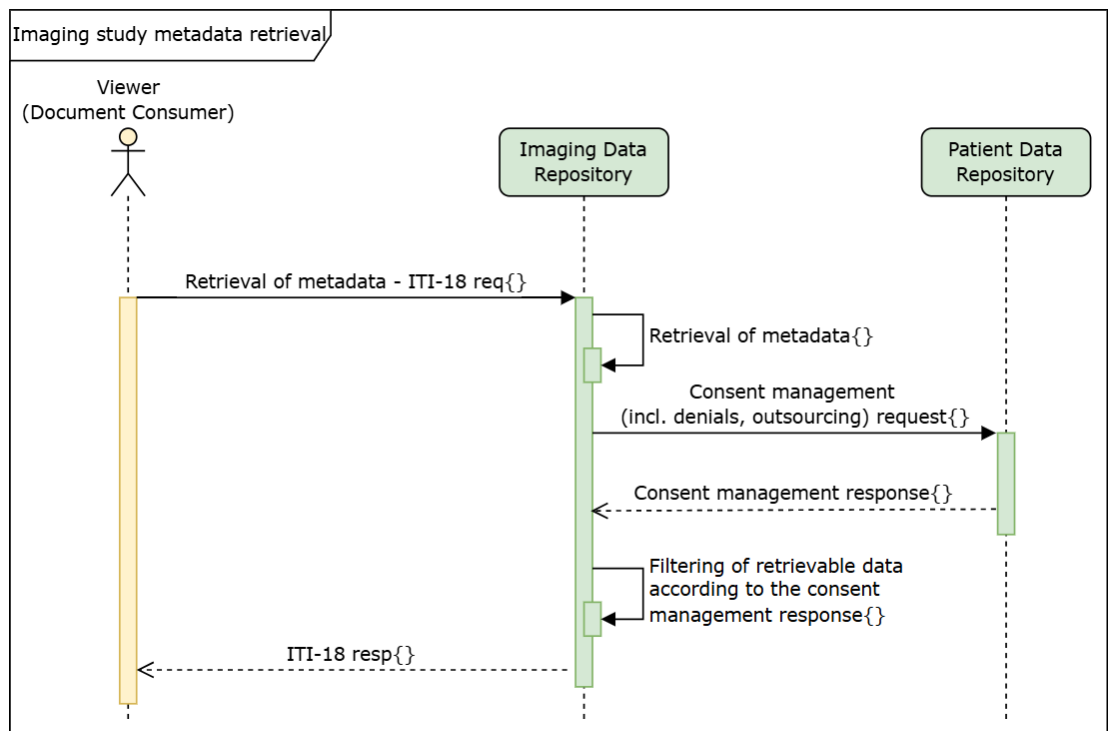 Imaging study metadata retrieval
Viewer
(Document Consumer)
Imaging Data
Repository
Patient Data
Repository
Retrieval of metadata - ITI-18 req{}
Retrieval of metadata{}
Consent management
(incl. denials, outsourcing) request{}
Consent management response{}
Filtering of retrievable data
according to the consent
management response{}
ITI-18 resp{}